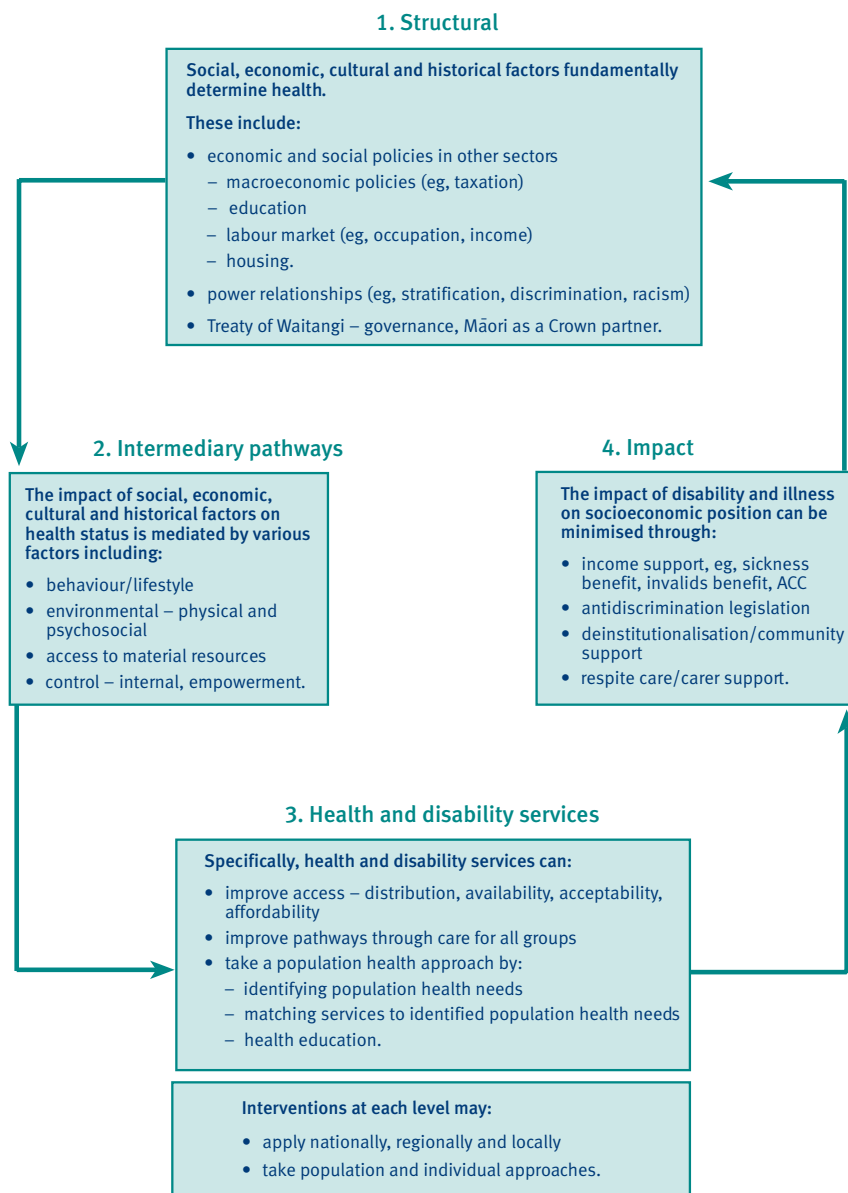 1. Structural
Social, economic, cultural and historical factors fundamentally
determine health.
These include:
• economic and social policies in other sectors
– macroeconomic policies (eg, taxation)
– education
– labour market (eg, occupation, income)
– housing.
• power relationships (eg, stratification, discrimination, racism)
• Treaty of Waitangi – governance, Māori as a Crown partner.
2. Intermediary pathways
The impact of social, economic,
cultural and historical factors on
health status is mediated by various
factors including:
• behaviour/lifestyle
• environmental – physical and
psychosocial
• access to material resources
• control – internal, empowerment.
4. Impact
The impact of disability and illness
on socioeconomic position can be
minimised through:
• income support, eg, sickness
benefit, invalids benefit, ACC
• antidiscrimination legislation
• deinstitutionalisation/community
support
• respite care/carer support.
3. Health and disability services
Specifically, health and disability services can:
• improve access – distribution, availability, acceptability,
affordability
• improve pathways through care for all groups
• take a population health approach by:
– identifying population health needs
– matching services to identified population health needs
– health education.
Interventions at each level may:
• apply nationally, regionally and locally
• take population and individual approaches.